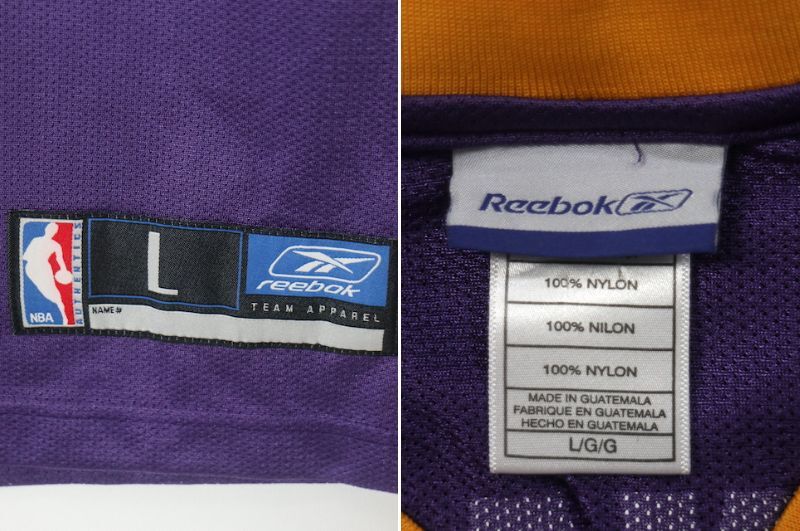 NBA
AUTHENTICS
L
reebok
TEAM APPAREL
NAME#
Reebok
100% NYLON
100% NILON
100% NYLON
MADE IN GUATEMALA
FABRIQUE EN GUATEMALA
HECHO EN GUATEMALA
L/G/G